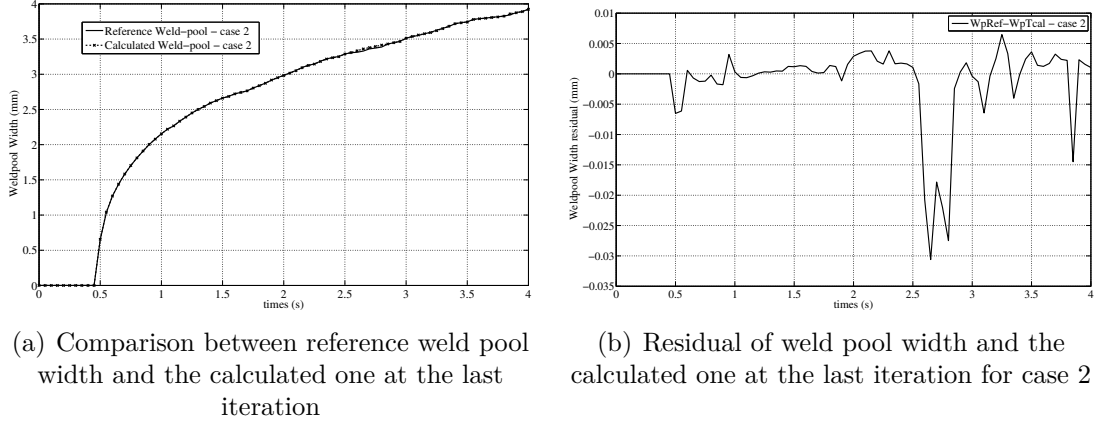 4
3.5
3
2.5
2
1.5
1
0.5
0
0 0.5 1 1.5 2 2.5 3 3.5 4
times (s)
Weldpool Width (mm)
Reference Weld−pool − case 2
Calculated Weld−pool − case 2
(a) Comparison between reference weld pool
width and the calculated one at the last
iteration
0.01
0.005
0
−0.005
−0.01
−0.015
−0.02
−0.025
−0.03
−0.035
0 0.5 1 1.5 2 2.5 3 3.5 4
times (s)
Weldpool Width residual (mm)
WpRef−WpTcal − case 2
(b) Residual of weld pool width and the
calculated one at the last iteration for case 2